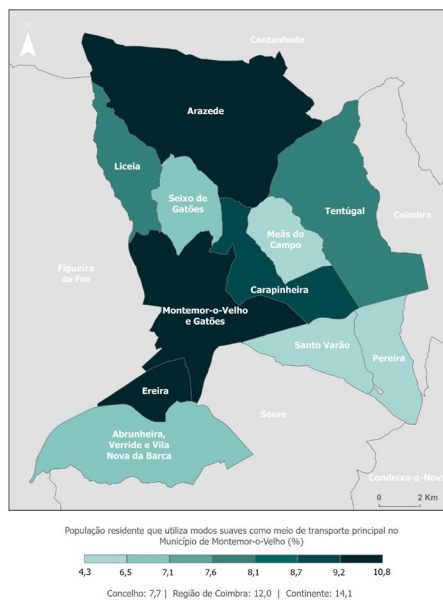 N
Cantanhede
Arazede
Liceia
Seixo de
Gatões
Tentúgal
Coimbra
Meãs do
Campo
Figueira
da Foz
Carapinheira
Montemor-o-Velho
e Gatões
Santo Varão
Pereira
Ereira
Soure
Abrunheira,
Verride e Vila
Nova da Barca
Condeixa-a-Nova
0 2 Km
População residente que utiliza modos suaves como meio de transporte principal no
Município de Montemor-o-Velho (%)
4,3 6,5 7,1 7,6 8,1 8,7 9,2 10,8
Concelho: 7,7 | Região de Coimbra: 12,0 | Continente: 14,1